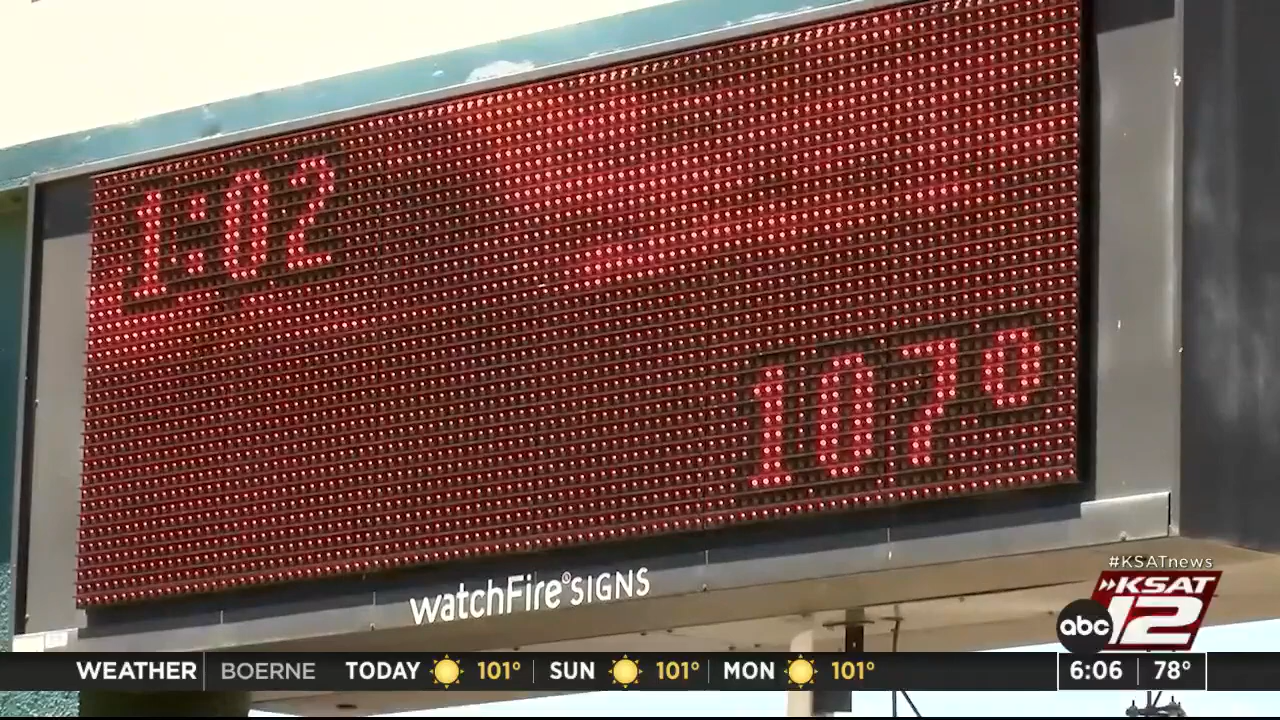 1:02
107°
watchFire® SIGNS
#KSATnews
KSAT
abc 12
WEATHER BOERNE TODAY 101° SUN 101° MON 101° 6:06 78°